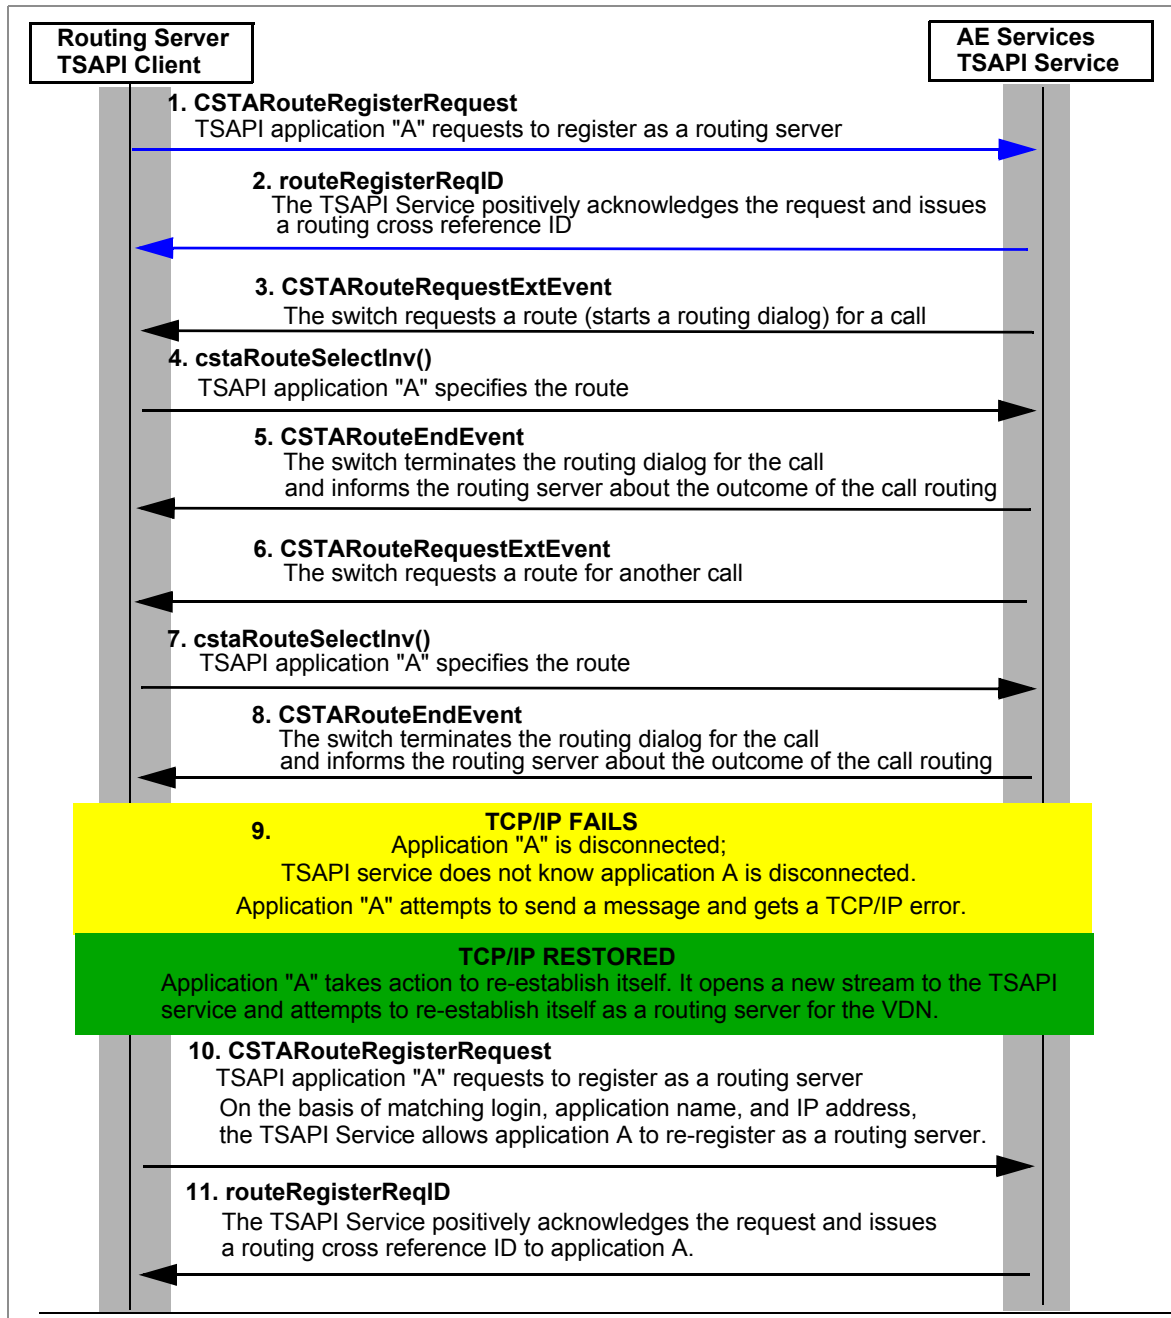 Routing Server
TSAPI Client
AE Services
TSAPI Service
1. CSTARouteRegisterRequest
TSAPI application "A" requests to register as a routing server
2. routeRegisterReqID
The TSAPI Service positively acknowledges the request and issues
a routing cross reference ID
3. CSTARouteRequestExtEvent
The switch requests a route (starts a routing dialog) for a call
4. cstaRouteSelectInv()
TSAPI application "A" specifies the route
5. CSTARouteEndEvent
The switch terminates the routing dialog for the call
and informs the routing server about the outcome of the call routing
6. CSTARouteRequestExtEvent
The switch requests a route for another call
7. cstaRouteSelectInv()
TSAPI application "A" specifies the route
8. CSTARouteEndEvent
The switch terminates the routing dialog for the call
and informs the routing server about the outcome of the call routing
9. TCP/IP FAILS
Application "A" is disconnected;
TSAPI service does not know application A is disconnected.
Application "A" attempts to send a message and gets a TCP/IP error.
TCP/IP RESTORED
Application "A" takes action to re-establish itself. It opens a new stream to the TSAPI
service and attempts to re-establish itself as a routing server for the VDN.
10. CSTARouteRegisterRequest
TSAPI application "A" requests to register as a routing server
On the basis of matching login, application name, and IP address,
the TSAPI Service allows application A to re-register as a routing server.
11. routeRegisterReqID
The TSAPI Service positively acknowledges the request and issues
a routing cross reference ID to application A.